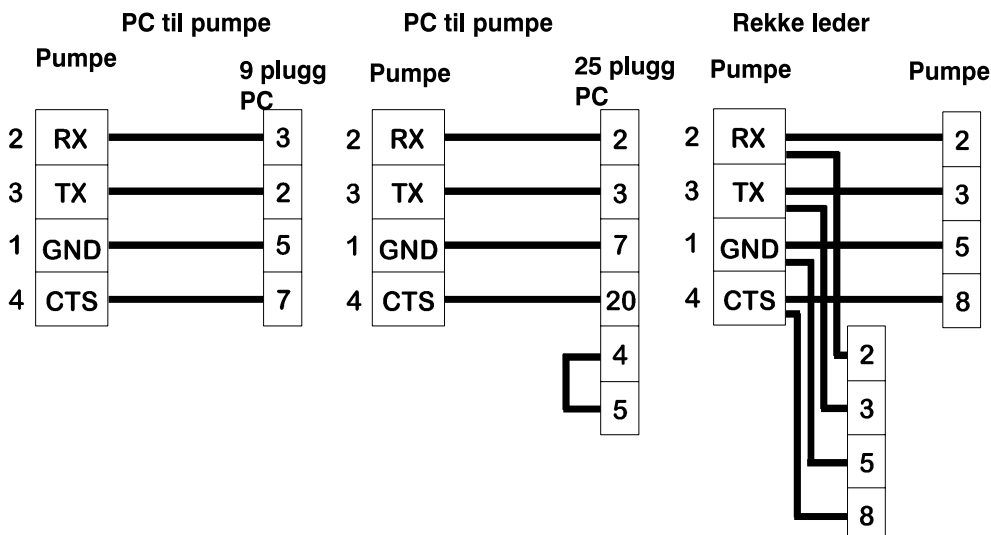 PC til pumpe
Pumpe
9 plugg
PC
2 RX 3
3 TX 2
1 GND 5
4 CTS 7
PC til pumpe
Pumpe
25 plugg
PC
2 RX 2
3 TX 3
1 GND 7
4 CTS 20
4
5
Rekke leder
Pumpe
Pumpe
2 RX 2
3 TX 3
1 GND 5
4 CTS 8
2
3
5
8